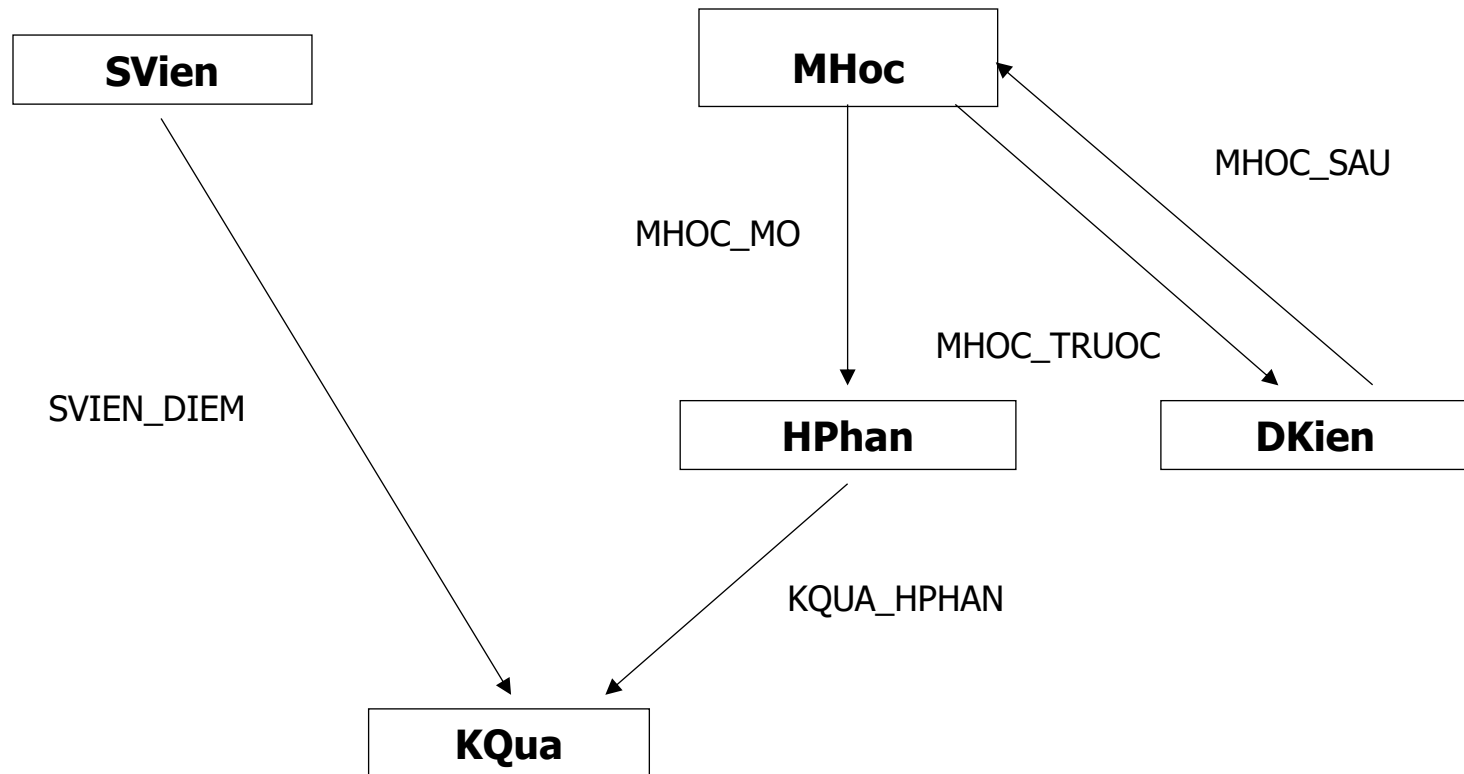 SVien
MHoc
MHOC_SAU
MHOC_MO
MHOC_TRUOC
SVIEN_DIEM
HPhan
DKien
KQUA_HPHAN
KQua